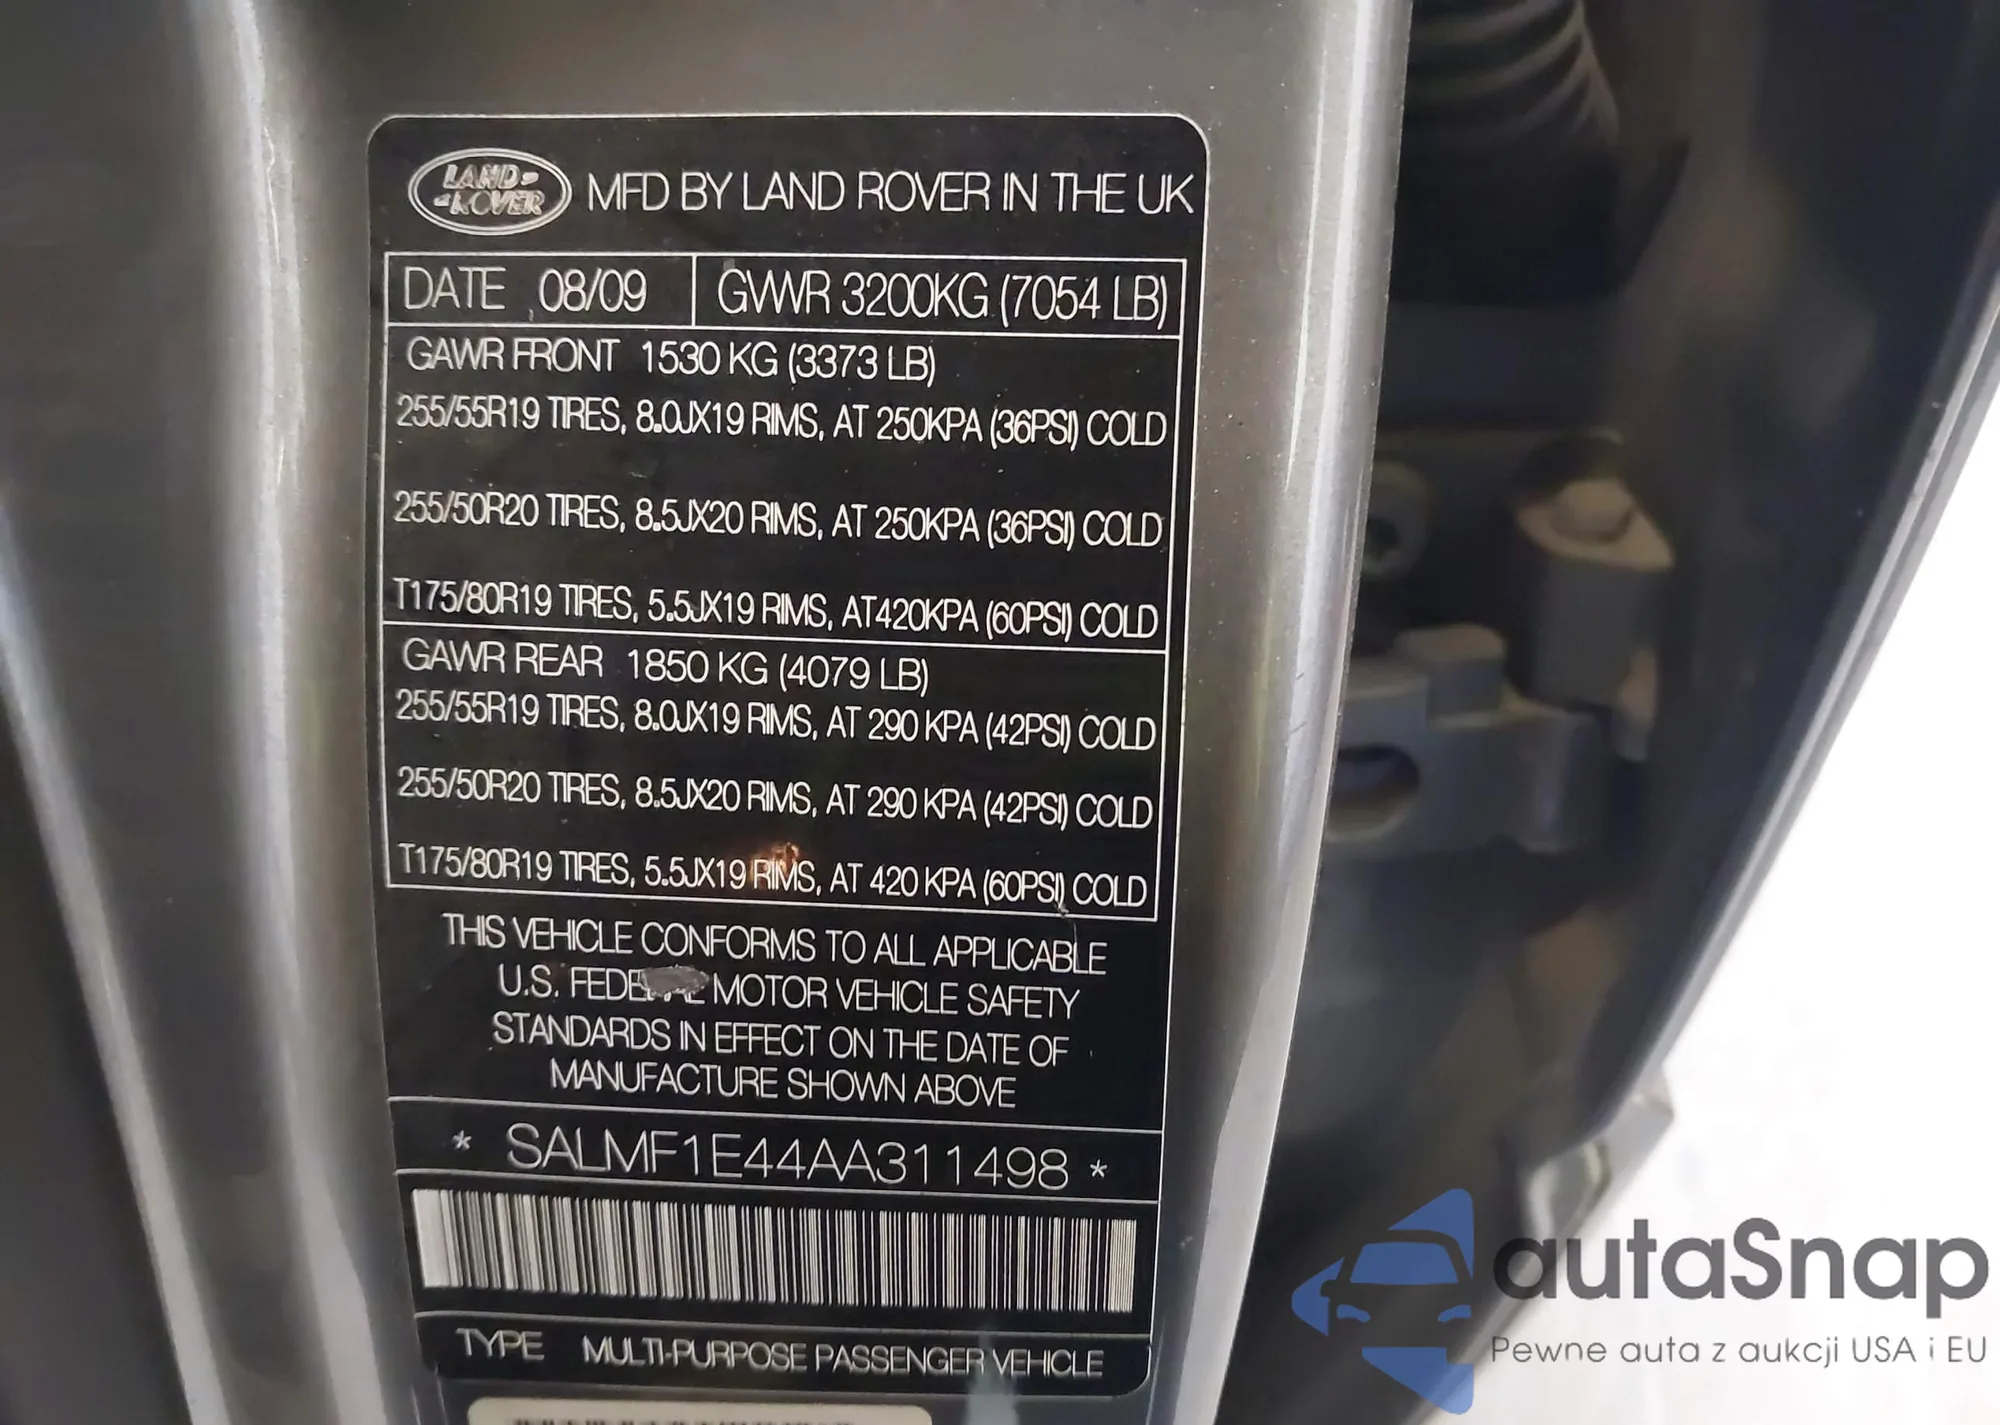 LAND ROVER
MFD BY LAND ROVER IN THE UK
DATE 08/09 GVWR 3200KG (7054 LB)
GAWR FRONT 1530 KG (3373 LB)
255/55R19 TIRES, 8.0JX19 RIMS, AT 250KPA (36PSI) COLD
255/50R20 TIRES, 8.5JX20 RIMS, AT 250KPA (36PSI) COLD
T175/80R19 TIRES, 5.5JX19 RIMS, AT420KPA (60PSI) COLD
GAWR REAR 1850 KG (4079 LB)
255/55R19 TIRES, 8.0JX19 RIMS, AT 290 KPA (42PSI) COLD
255/50R20 TIRES, 8.5JX20 RIMS, AT 290 KPA (42PSI) COLD
T175/80R19 TIRES, 5.5JX19 RIMS, AT 420 KPA (60PSI) COLD
THIS VEHICLE CONFORMS TO ALL APPLICABLE
U.S. FEDERAL MOTOR VEHICLE SAFETY
STANDARDS IN EFFECT ON THE DATE OF
MANUFACTURE SHOWN ABOVE
* SALMF1E44AA311498 *
TYPE MULTI-PURPOSE PASSENGER VEHICLE
autaSnap
Pewne auta z aukcji USA i EU